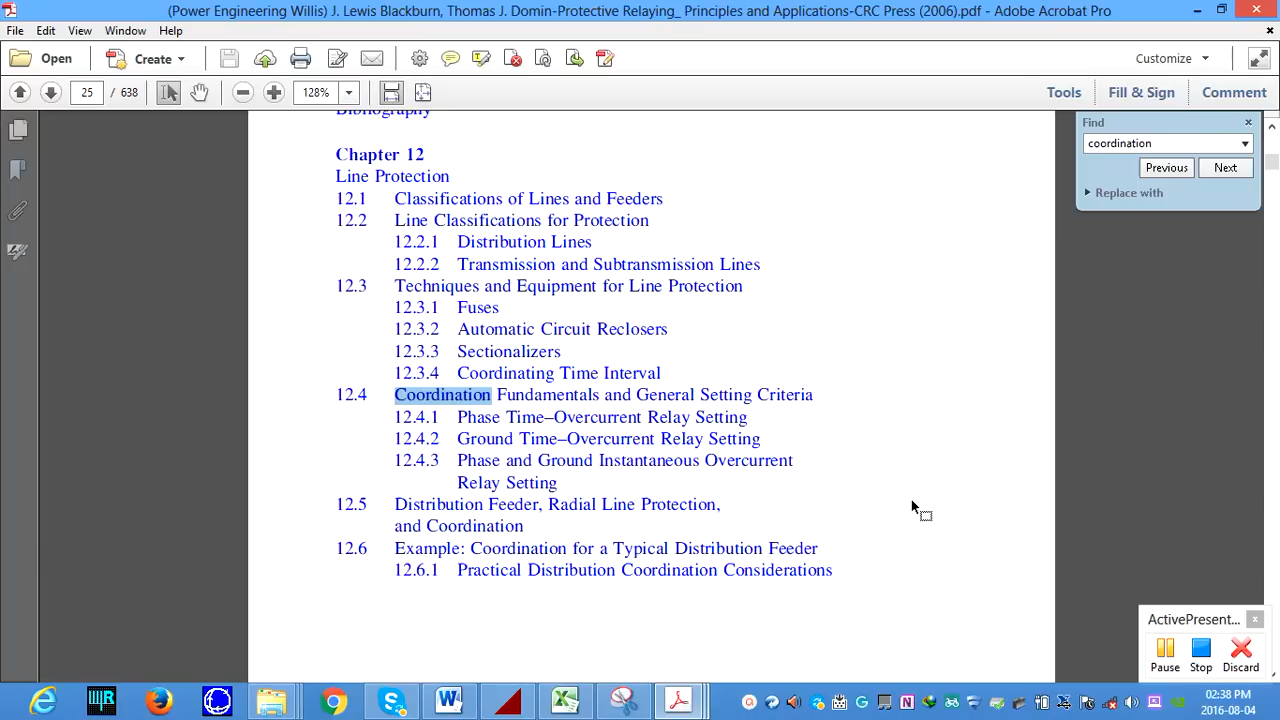 (Power Engineering Willis) J. Lewis Blackburn, Thomas J. Domin-Protective Relaying_ Principles and Applications-CRC Press (2006).pdf - Adobe Acrobat Pro
File Edit View Window Help
Open Create Customize
25 / 638 128% Tools Fill & Sign Comment
Bibliography
Find
coordination
Previous Next
Replace with
Chapter 12
Line Protection
12.1 Classifications of Lines and Feeders
12.2 Line Classifications for Protection
12.2.1 Distribution Lines
12.2.2 Transmission and Subtransmission Lines
12.3 Techniques and Equipment for Line Protection
12.3.1 Fuses
12.3.2 Automatic Circuit Reclosers
12.3.3 Sectionalizers
12.3.4 Coordinating Time Interval
12.4 Coordination Fundamentals and General Setting Criteria
12.4.1 Phase Time–Overcurrent Relay Setting
12.4.2 Ground Time–Overcurrent Relay Setting
12.4.3 Phase and Ground Instantaneous Overcurrent
Relay Setting
12.5 Distribution Feeder, Radial Line Protection,
and Coordination
12.6 Example: Coordination for a Typical Distribution Feeder
12.6.1 Practical Distribution Coordination Considerations
ActivePresent...
Pause Stop Discard
02:38 PM
2016-08-04